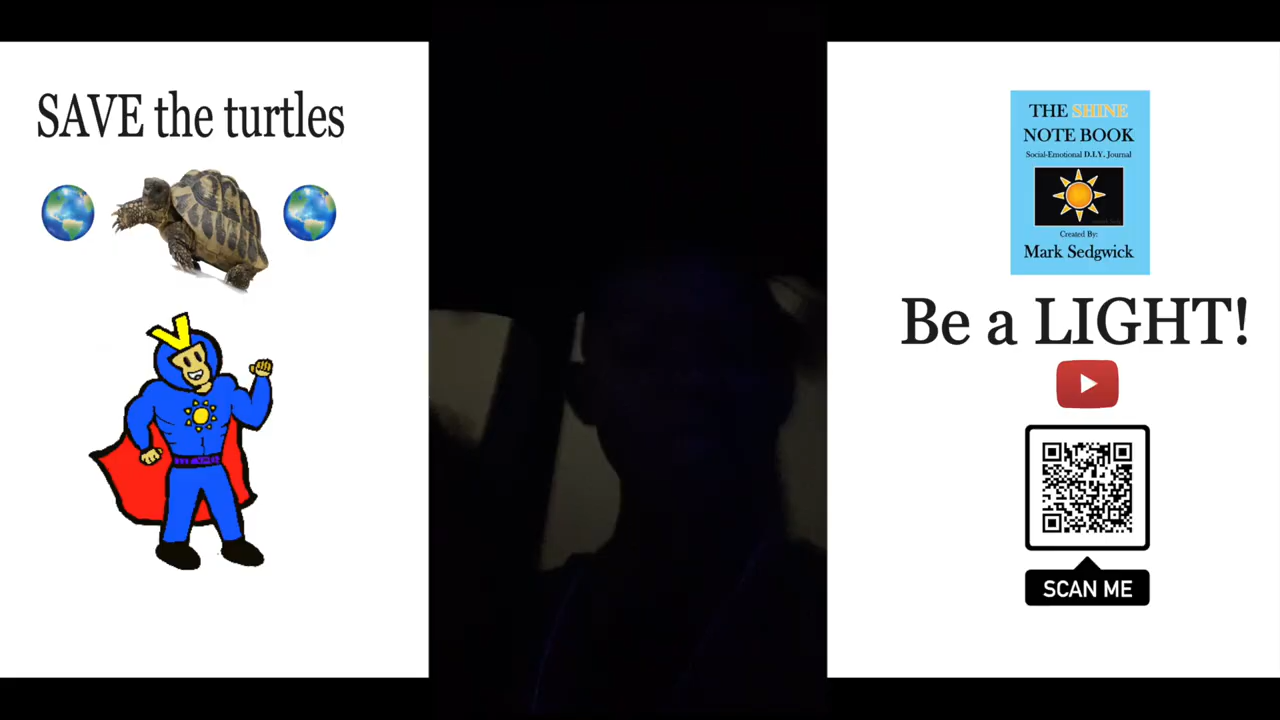 SAVE the turtles
V
THE SHINE
NOTE BOOK
Social-Emotional D.I.Y. Journal
Created By:
Mark Sedgwick
Be a LIGHT!
SCAN ME